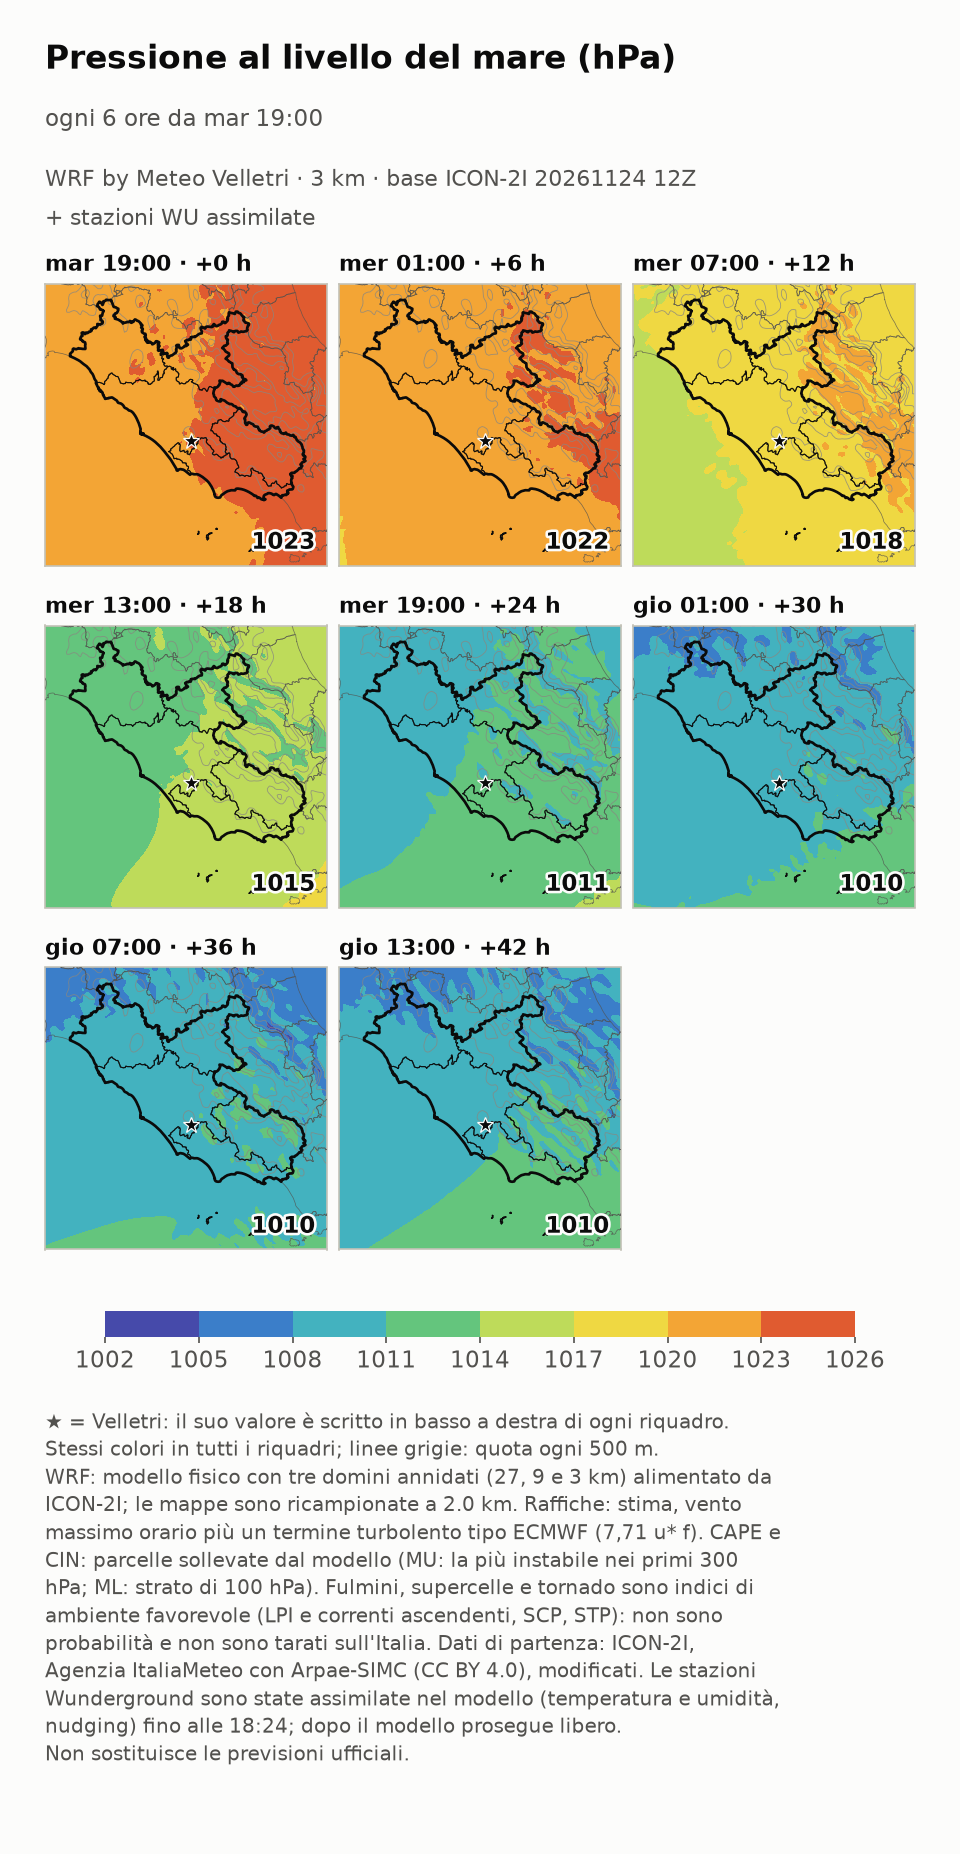 Pressione al livello del mare (hPa)
ogni 6 ore da mar 19:00
WRF by Meteo Velletri · 3 km · base ICON-2I 20261124 12Z
+ stazioni WU assimilate
mar 19:00 · +0 h
mer 01:00 · +6 h
mer 07:00 · +12 h
1023
1022
1018
mer 13:00 · +18 h
mer 19:00 · +24 h
gio 01:00 · +30 h
1015
1011
1010
gio 07:00 · +36 h
gio 13:00 · +42 h
1010
1010
1002 1005 1008 1011 1014 1017 1020 1023 1026
★ = Velletri: il suo valore è scritto in basso a destra di ogni riquadro.
Stessi colori in tutti i riquadri; linee grigie: quota ogni 500 m.
WRF: modello fisico con tre domini annidati (27, 9 e 3 km) alimentato da
ICON-2I; le mappe sono ricampionate a 2.0 km. Raffiche: stima, vento
massimo orario più un termine turbolento tipo ECMWF (7,71 u* f). CAPE e
CIN: parcelle sollevate dal modello (MU: la più instabile nei primi 300
hPa; ML: strato di 100 hPa). Fulmini, supercelle e tornado sono indici di
ambiente favorevole (LPI e correnti ascendenti, SCP, STP): non sono
probabilità e non sono tarati sull'Italia. Dati di partenza: ICON-2I,
Agenzia ItaliaMeteo con Arpae-SIMC (CC BY 4.0), modificati. Le stazioni
Wunderground sono state assimilate nel modello (temperatura e umidità,
nudging) fino alle 18:24; dopo il modello prosegue libero.
Non sostituisce le previsioni ufficiali.